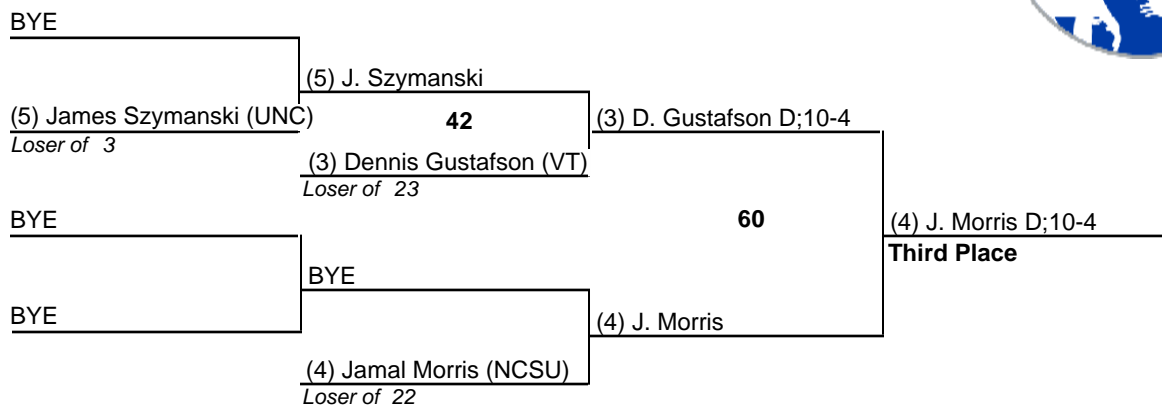 BYE
(5) J. Szymanski
(5) James Szymanski (UNC)
42
(3) D. Gustafson D;10-4
Loser of 3
(3) Dennis Gustafson (VT)
Loser of 23
BYE
60
(4) J. Morris D;10-4
Third Place
BYE
BYE
(4) J. Morris
(4) Jamal Morris (NCSU)
Loser of 22